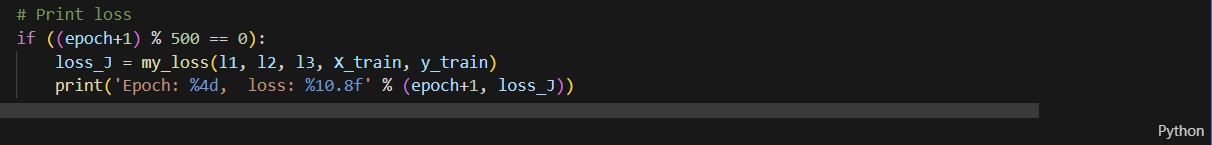 # Print loss
if ((epoch+1) % 500 == 0):
    loss_J = my_loss(l1, l2, l3, X_train, y_train)
    print('Epoch: %4d,  loss: %10.8f' % (epoch+1, loss_J))
Python